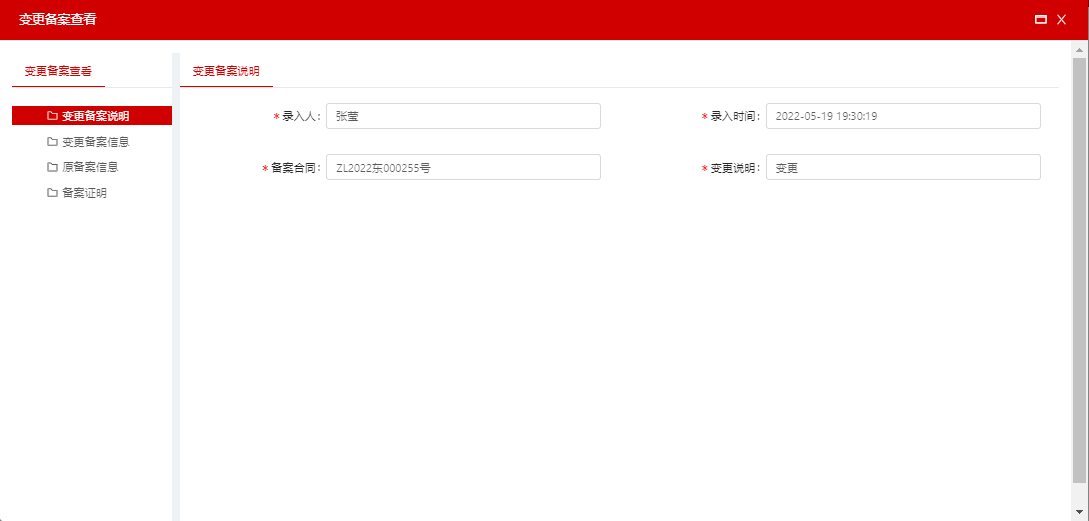 变更备案查看
变更备案查看
变更备案说明
变更备案信息
原备案信息
备案证明
变更备案说明
* 录入人: 张莹
* 录入时间: 2022-05-19 19:30:19
* 备案合同: ZL2022东000255号
* 变更说明: 变更